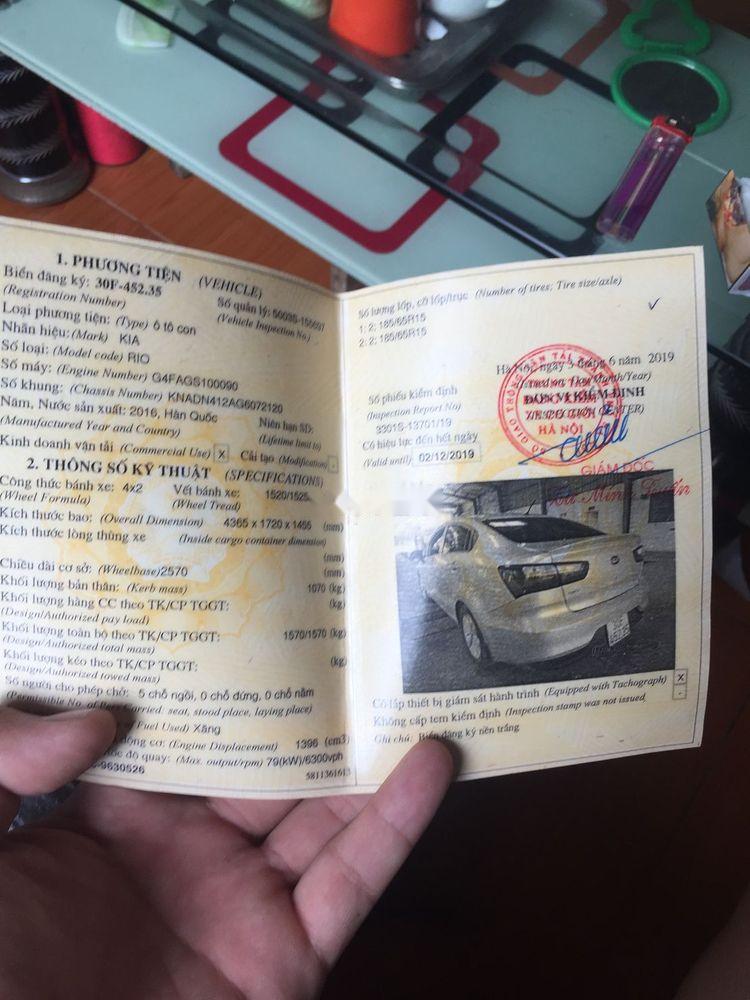 1. PHƯƠNG TIỆN (VEHICLE)
Biển đăng ký: 30F-452.35
(Registration Number)
Số quản lý:
(Vehicle Inspection No)
Loại phương tiện: (Type) ô tô con
Nhãn hiệu: (Mark) KIA
Số loại: (Model code) RIO
Số máy: (Engine Number) G4FAGS100090
Số khung: (Chassis Number) KNADN412AG6072120
Năm, Nước sản xuất: 2016, Hàn Quốc
(Manufactured Year and Country)
Niên hạn SD:
(Lifetime limit to)
Kinh doanh vận tải (Commercial Use) x Cải tạo (Modification) -
2. THÔNG SỐ KỸ THUẬT (SPECIFICATIONS)
Công thức bánh xe: 4x2 Vết bánh xe: 1520/1525
(Wheel Formula) (Wheel Tread)
Kích thước bao: (Overall Dimension) 4365 x 1720 x 1455 (mm)
Kích thước lòng thùng xe (Inside cargo container dimension)
(mm)
Chiều dài cơ sở: (Wheelbase)2570 (mm)
Khối lượng bản thân: (Kerb mass) 1070 (kg)
Khối lượng hàng CC theo TK/CP TGGT: (kg)
(Design/Authorized pay load)
Khối lượng toàn bộ theo TK/CP TGGT: 1570/1570 (kg)
(Design/Authorized total mass)
Khối lượng kéo theo TK/CP TGGT: (kg)
(Design/Authorized towed mass)
Số người cho phép chở: 5 chỗ ngồi, 0 chỗ đứng, 0 chỗ nằm
(Permissible No. of Pers Carried: seat, stood place, laying place)
Fuel Used) Xăng
động cơ: (Engine Displacement) 1396 (cm3)
độ quay: (Max. output/rpm) 79(kW)/6300vph
-9630526
Số lượng lốp, cỡ lốp/trục (Number of tires; Tire size/axle)
1: 2; 185/65R15
2: 2; 185/65R15
Hà Nội, ngày 3 tháng 6 năm 2019
(Issued on: Day/Month/Year)
Số phiếu kiểm định
(Inspection Report No)
3301S-13701/19
ĐƠN VỊ KIỂM ĐỊNH
HÀ NỘI
Có hiệu lực đến hết ngày
(Valid until) 02/12/2019
GIÁM ĐỐC
Có lắp thiết bị giám sát hành trình (Equipped with Tachograph) x
Không cấp tem kiểm định (Inspection stamp was not issued -
Ghi chú: Biển đăng ký nền trắng